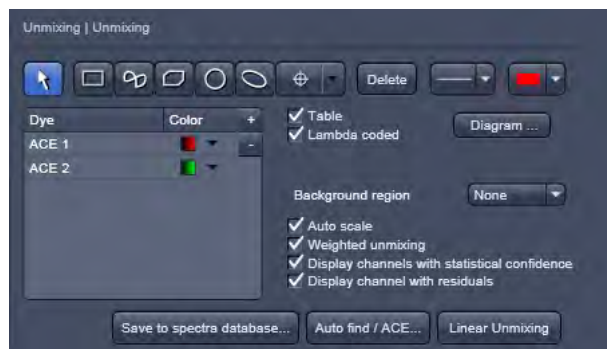 Unmixing | Unmixing
Delete
Dye Color +
ACE 1 -
ACE 2
Table
Lambda coded
Diagram ...
Background region None
Auto scale
Weighted unmixing
Display channels with statistical confidence
Display channel with residuals
Save to spectra database... Auto find / ACE... Linear Unmixing